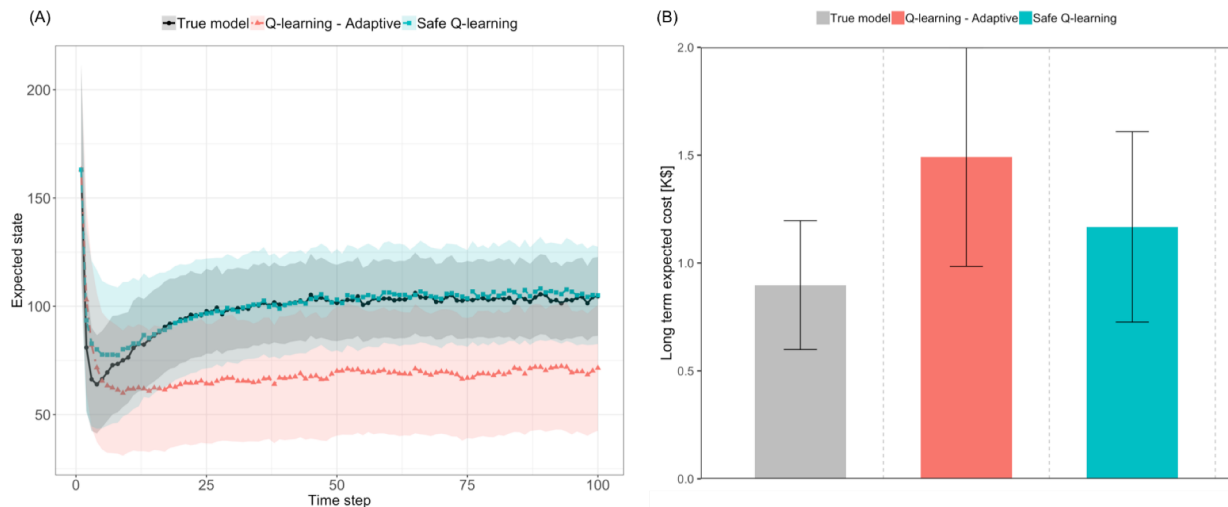 (A)
True model Q-learning - Adaptive Safe Q-learning
Expected state
200
150
100
50
0 25 50 75 100
Time step
(B)
True model Q-learning - Adaptive Safe Q-learning
Long term expected cost [K$]
2.0
1.5
1.0
0.5
0.0